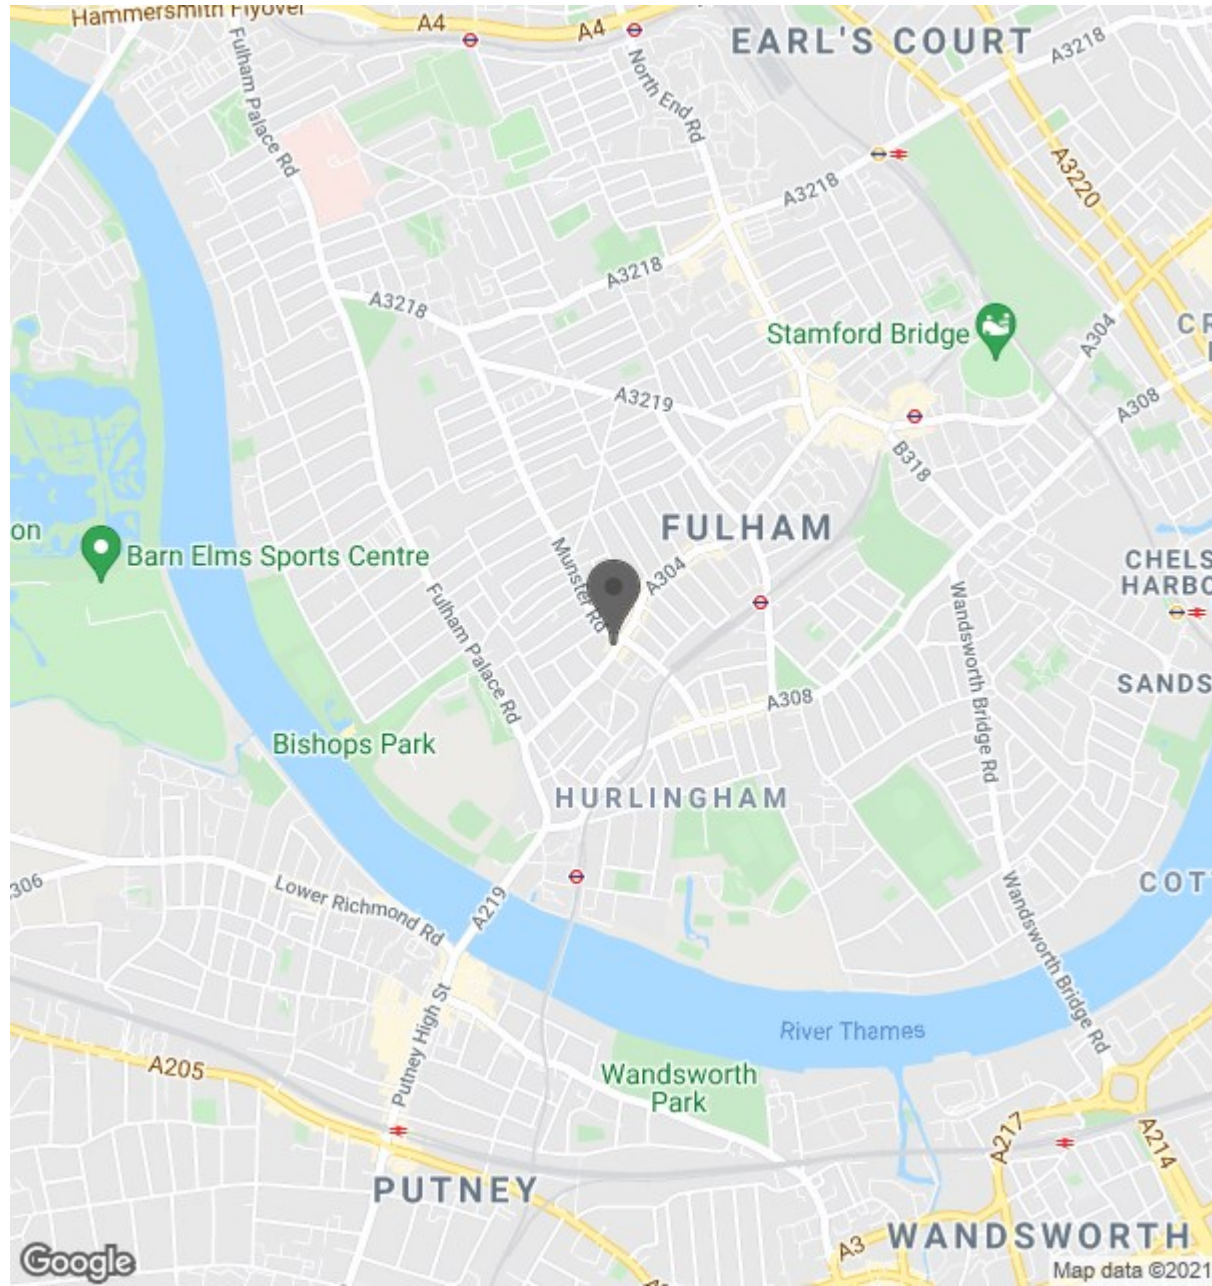 Hammersmith Flyover
A4
A4
EARL'S COURT
A3218
Fulham Palace Rd
North End Rd
A3220
A3218
A3218
A3218
Stamford Bridge
A304
A3219
A308
B318
on
Barn Elms Sports Centre
FULHAM
Munster Rd
A304
CHELS
HARBO
Fulham Palace Rd
Wandsworth Bridge Rd
SANDS
A308
Bishops Park
HURLINGHAM
A306
Lower Richmond Rd
A219
Wandsworth Bridge Rd
COT
River Thames
Putney High St
A205
Wandsworth
Park
A217
A214
PUTNEY
WANDSWORTH
A3
Google
Map data ©2021